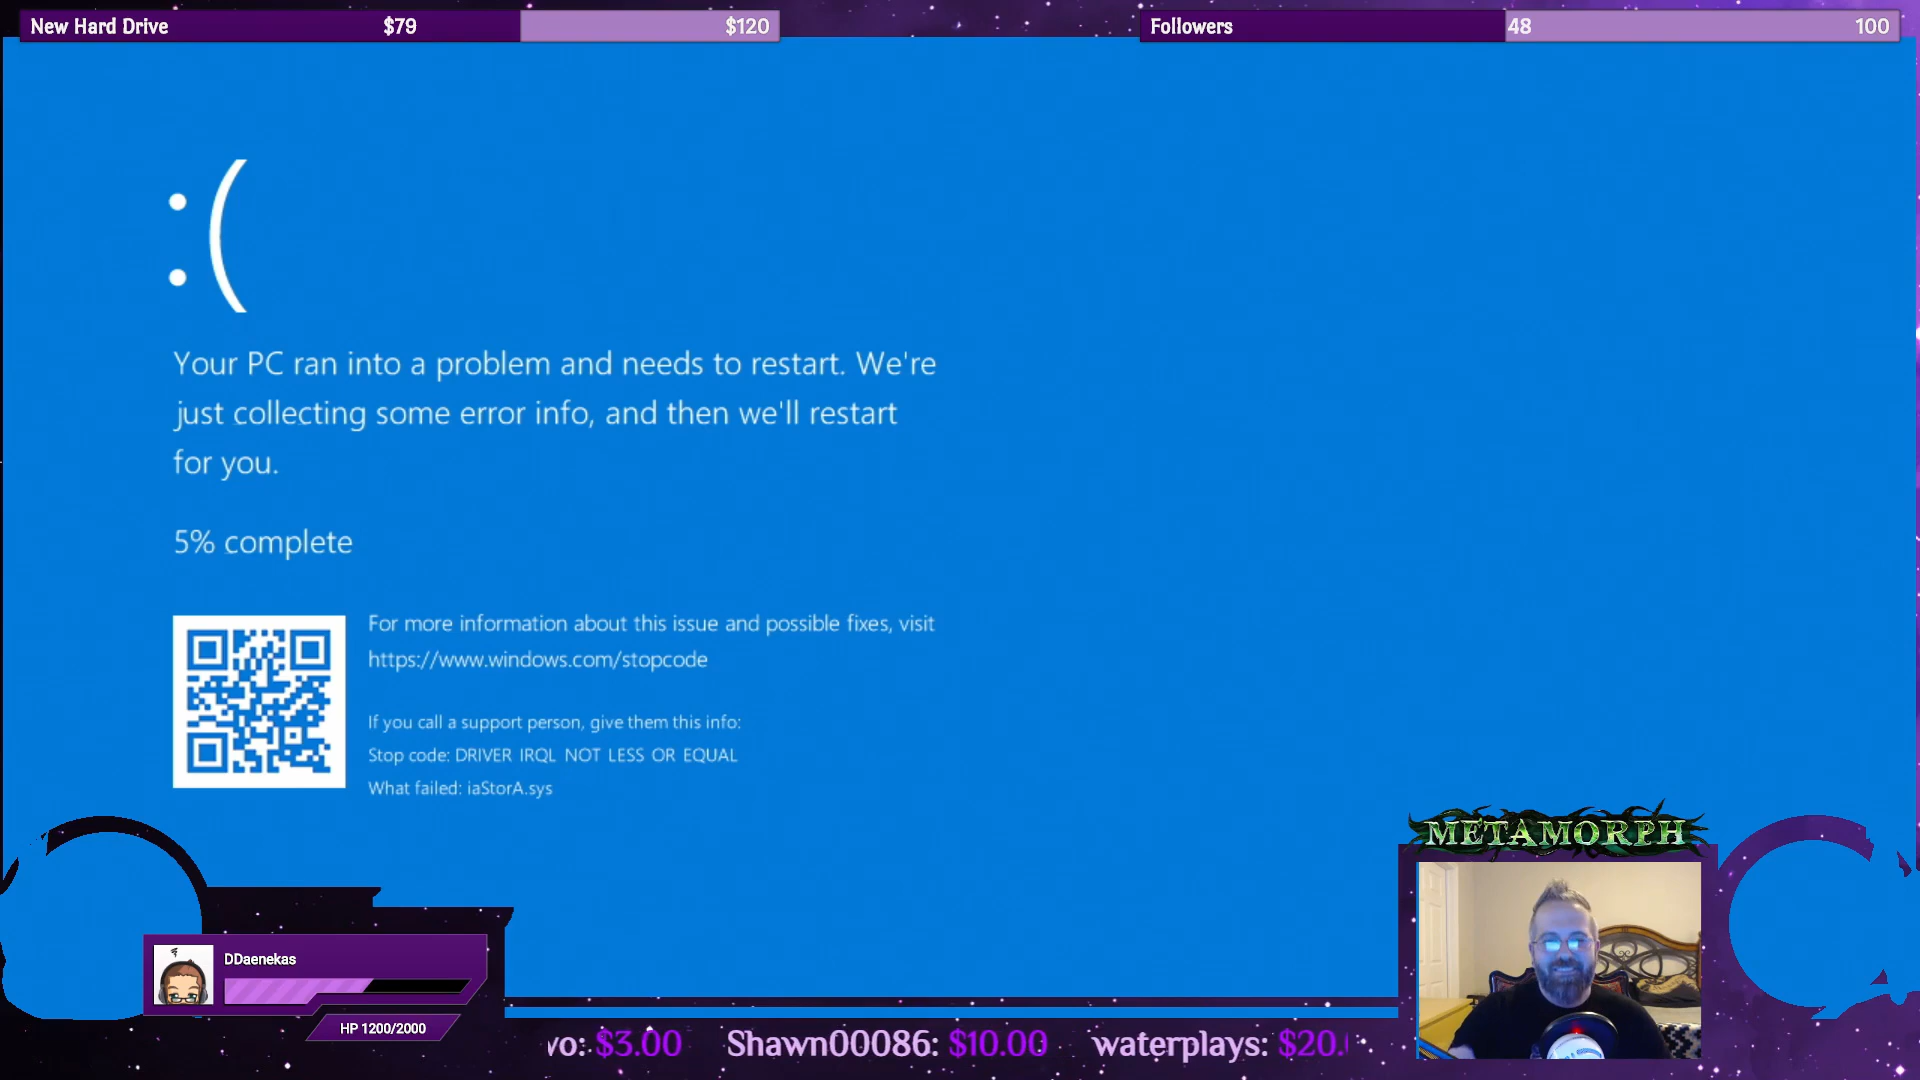 New Hard Drive $79 $120
Followers 48 100
:(
Your PC ran into a problem and needs to restart. We're
just collecting some error info, and then we'll restart
for you.
5% complete
For more information about this issue and possible fixes, visit
https://www.windows.com/stopcode
If you call a support person, give them this info:
Stop code: DRIVER IRQL NOT LESS OR EQUAL
What failed: iaStorA.sys
METAMORPH
DDaenekas
HP 1200/2000
vo: $3.00 Shawn00086: $10.00 waterplays: $20.